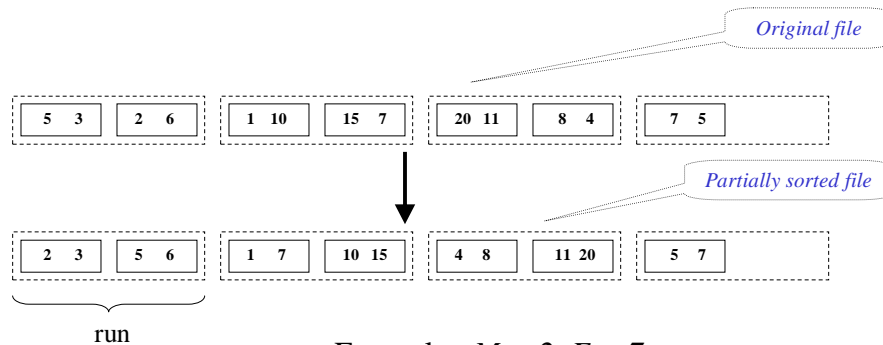 Original file
5 3 2 6 1 10 15 7 20 11 8 4 7 5
Partially sorted file
2 3 5 6 1 7 10 15 4 8 11 20 5 7
run